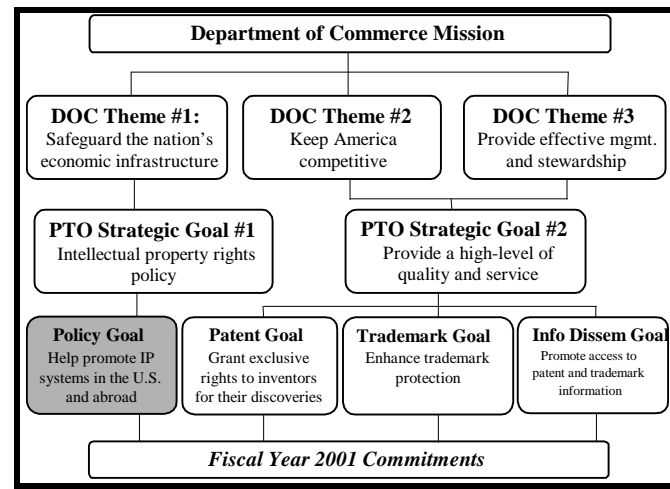 Department of Commerce Mission
DOC Theme #1:
Safeguard the nation's
economic infrastructure
DOC Theme #2
Keep America
competitive
DOC Theme #3
Provide effective mgmt.
and stewardship
PTO Strategic Goal #1
Intellectual property rights
policy
PTO Strategic Goal #2
Provide a high-level of
quality and service
Policy Goal
Help promote IP
systems in the U.S.
and abroad
Patent Goal
Grant exclusive
rights to inventors
for their discoveries
Trademark Goal
Enhance trademark
protection
Info Dissem Goal
Promote access to
patent and trademark
information
Fiscal Year 2001 Commitments